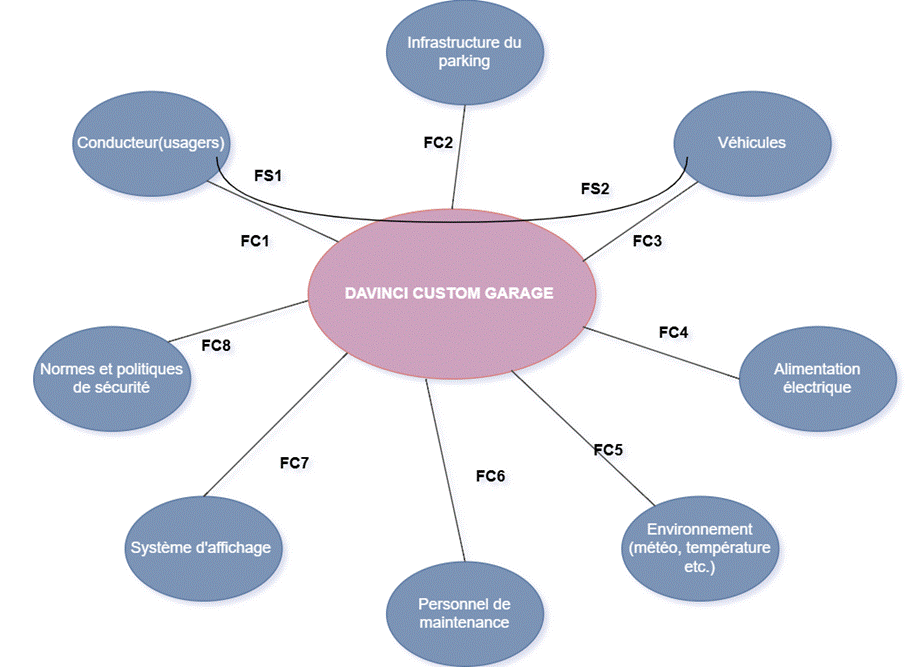 Infrastructure du
parking
Conducteur(usagers)
Véhicules
FC2
FS1
FS2
FC1
FC3
DAVINCI CUSTOM GARAGE
FC4
FC8
Normes et politiques
de sécurité
Alimentation
électrique
FC7
FC6
FC5
Système d'affichage
Environnement
(météo, température
etc.)
Personnel de
maintenance